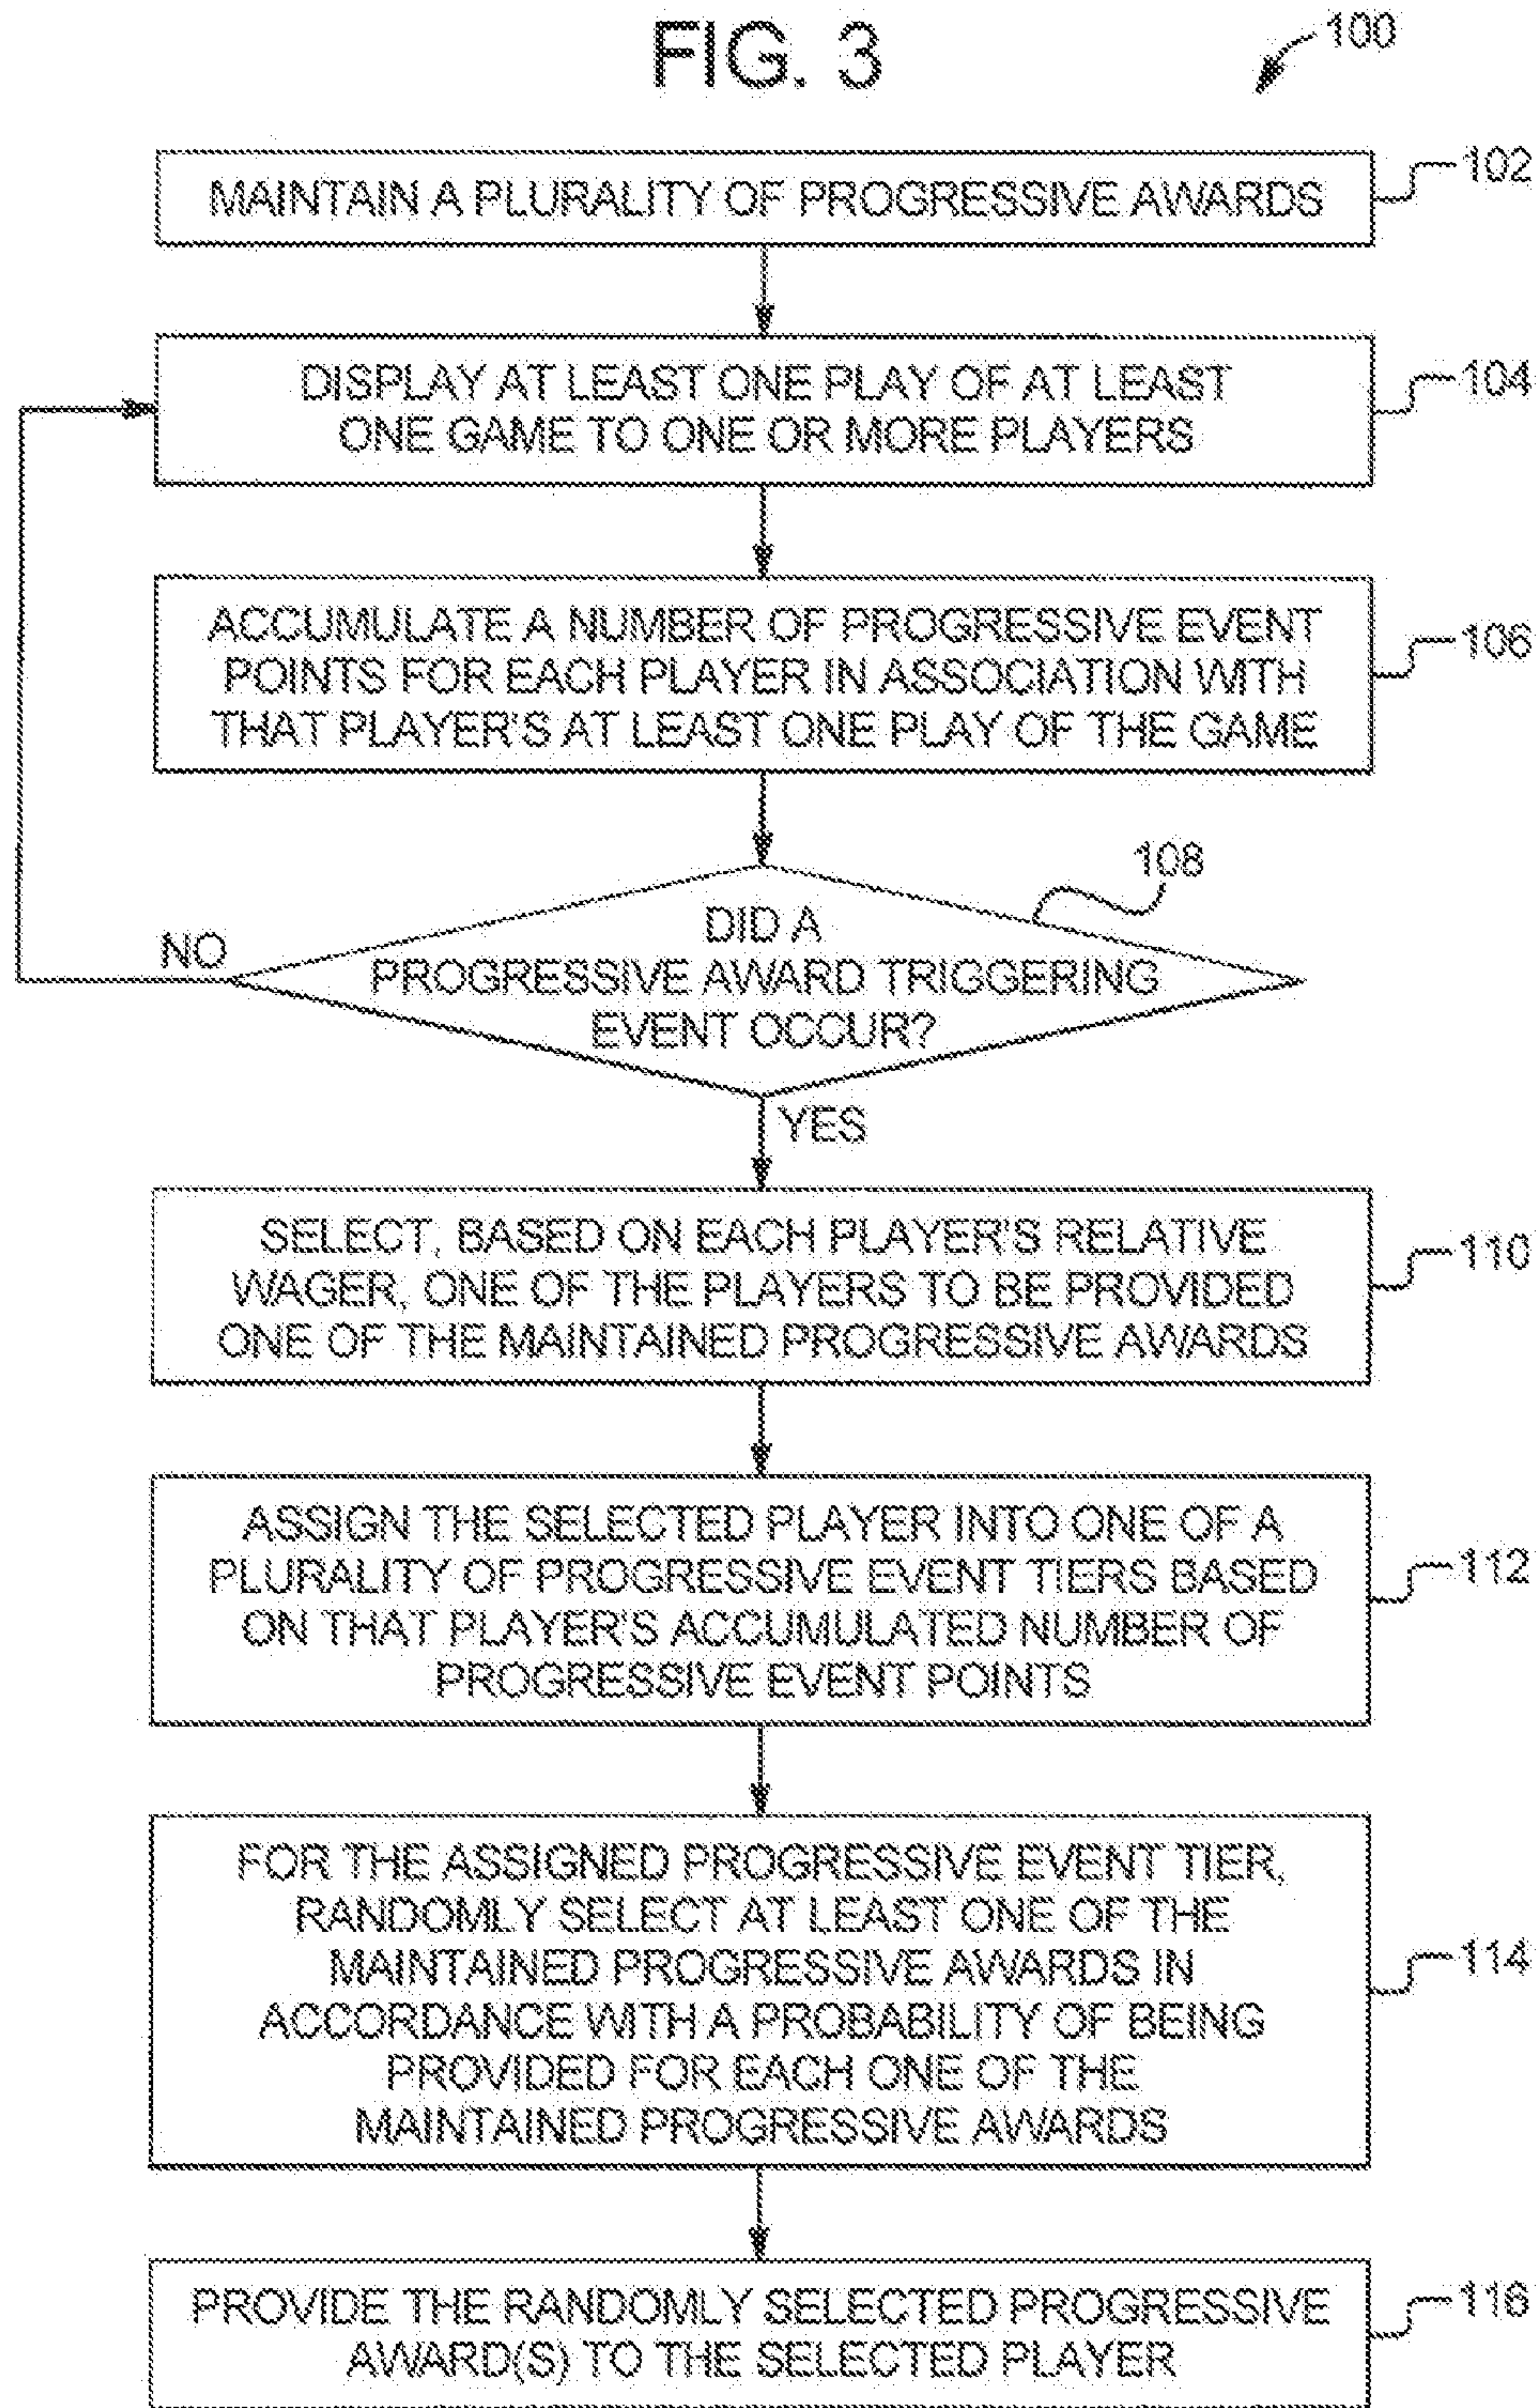 FIG. 3
100
MAINTAIN A PLURALITY OF PROGRESSIVE AWARDS
102
DISPLAY AT LEAST ONE PLAY OF AT LEAST
ONE GAME TO ONE OR MORE PLAYERS
104
ACCUMULATE A NUMBER OF PROGRESSIVE EVENT
POINTS FOR EACH PLAYER IN ASSOCIATION WITH
THAT PLAYER'S AT LEAST ONE PLAY OF THE GAME
106
108
DID A
PROGRESSIVE AWARD TRIGGERING
EVENT OCCUR?
NO
YES
SELECT, BASED ON EACH PLAYER'S RELATIVE
WAGER, ONE OF THE PLAYERS TO BE PROVIDED
ONE OF THE MAINTAINED PROGRESSIVE AWARDS
110
ASSIGN THE SELECTED PLAYER INTO ONE OF A
PLURALITY OF PROGRESSIVE EVENT TIERS BASED
ON THAT PLAYER'S ACCUMULATED NUMBER OF
PROGRESSIVE EVENT POINTS
112
FOR THE ASSIGNED PROGRESSIVE EVENT TIER,
RANDOMLY SELECT AT LEAST ONE OF THE
MAINTAINED PROGRESSIVE AWARDS IN
ACCORDANCE WITH A PROBABILITY OF BEING
PROVIDED FOR EACH ONE OF THE
MAINTAINED PROGRESSIVE AWARDS
114
PROVIDE THE RANDOMLY SELECTED PROGRESSIVE
AWARD(S) TO THE SELECTED PLAYER
116